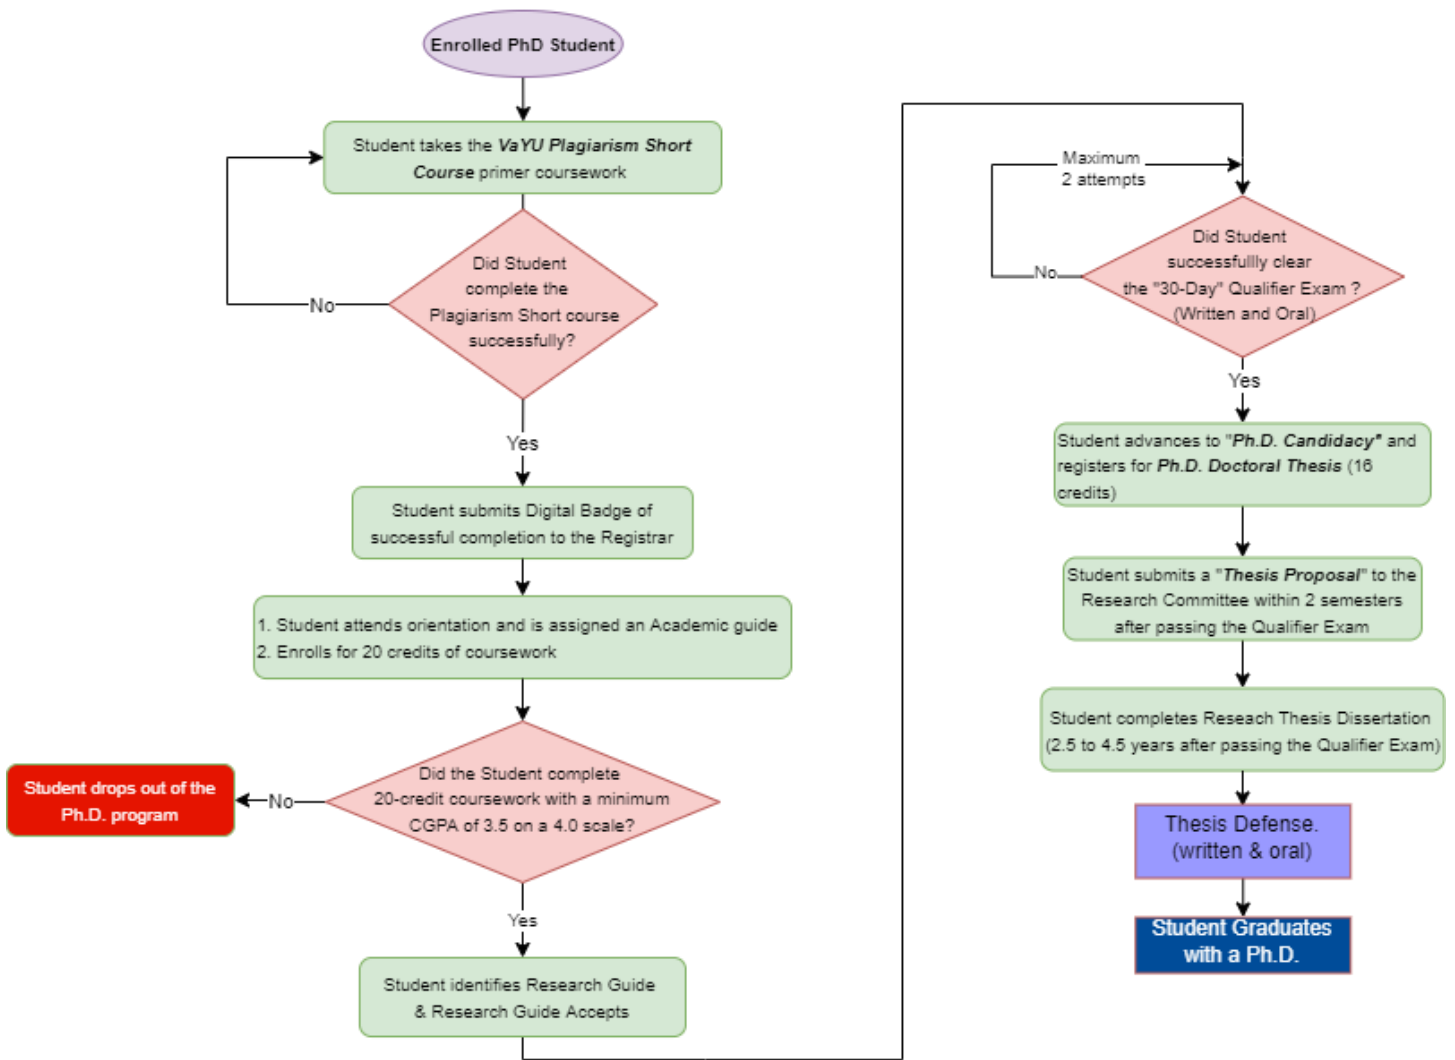 Enrolled PhD Student
Student takes the VaYU Plagiarism Short
Course primer coursework
Did Student
complete the
Plagiarism Short course
successfully?
No
Yes
Student submits Digital Badge of
successful completion to the Registrar
1. Student attends orientation and is assigned an Academic guide
2. Enrolls for 20 credits of coursework
Did the Student complete
20-credit coursework with a minimum
CGPA of 3.5 on a 4.0 scale?
No
Student drops out of the
Ph.D. program
Yes
Student identifies Research Guide
& Research Guide Accepts
Maximum
2 attempts
Did Student
successfullly clear
the "30-Day" Qualifier Exam ?
(Written and Oral)
No
Yes
Student advances to "Ph.D. Candidacy" and
registers for Ph.D. Doctoral Thesis (16
credits)
Student submits a "Thesis Proposal" to the
Research Committee within 2 semesters
after passing the Qualifier Exam
Student completes Reseach Thesis Dissertation
(2.5 to 4.5 years after passing the Qualifier Exam)
Thesis Defense.
(written & oral)
Student Graduates
with a Ph.D.